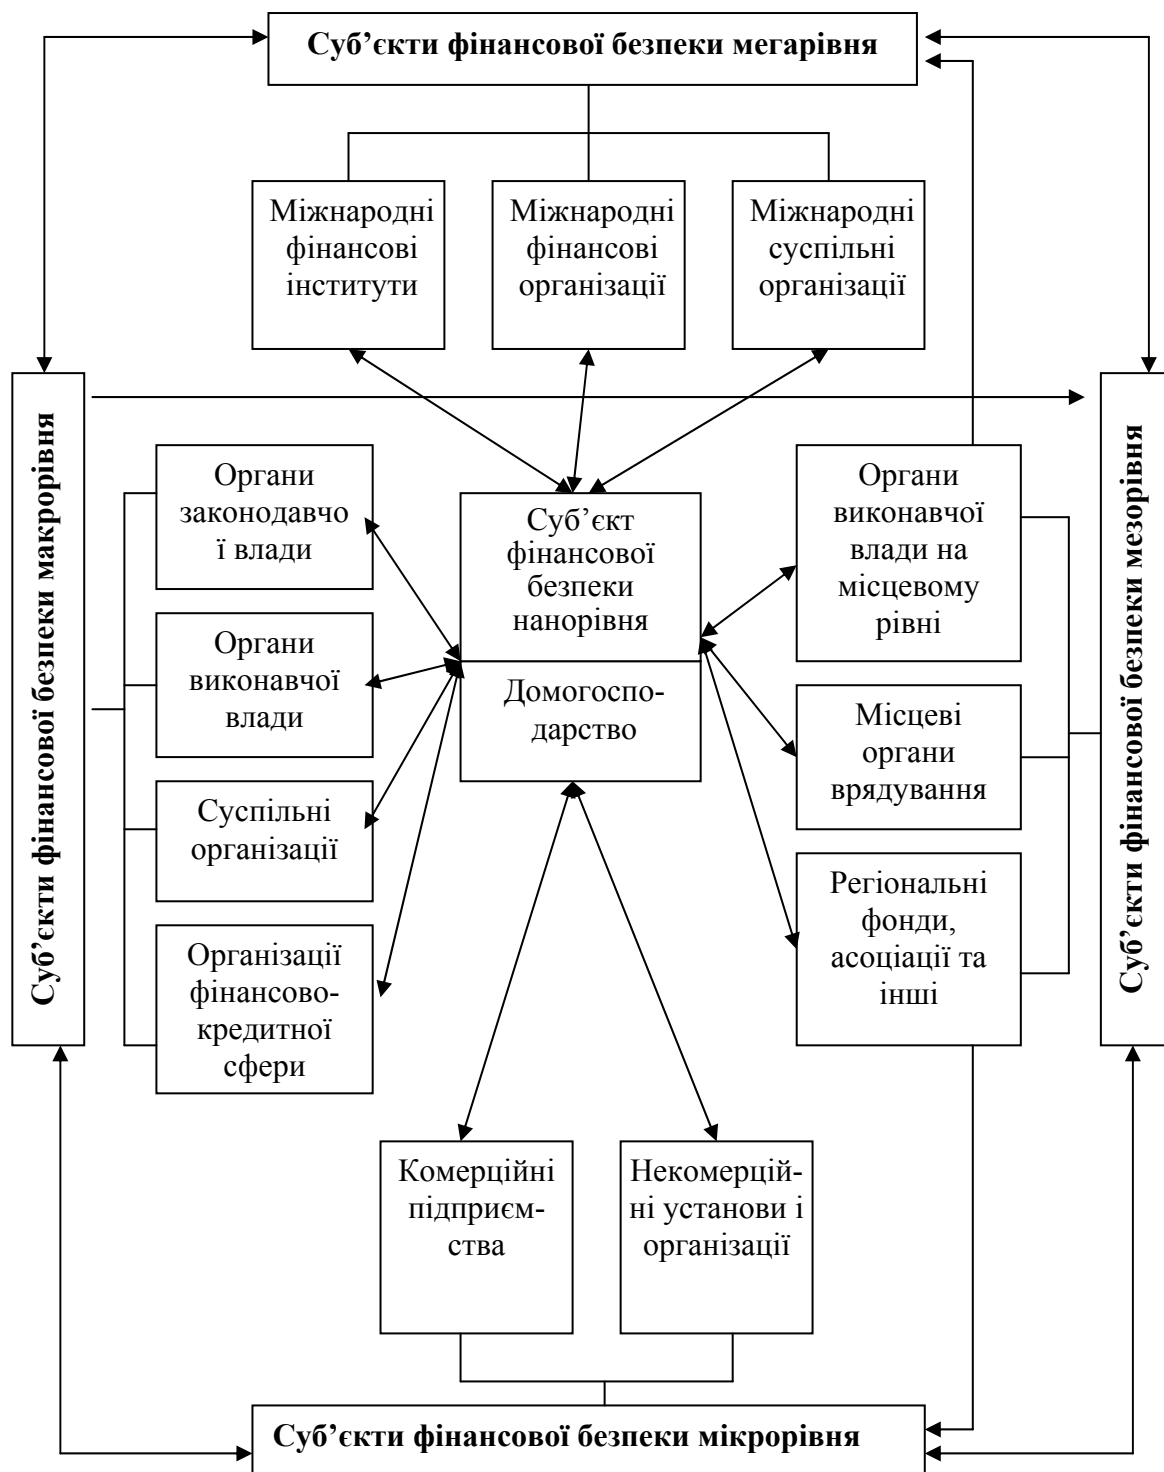 Суб’єкти фінансової безпеки мегарівня
Міжнародні
фінансові
інститути
Міжнародні
фінансові
організації
Міжнародні
суспільні
організації
Суб’єкти фінансової безпеки макрорівня
Органи
законодавчо
ї влади
Органи
виконавчої
влади
Суспільні
організації
Організації
фінансово-
кредитної
сфери
Суб’єкт
фінансової
безпеки
нанорівня
Домогоспо-
дарство
Органи
виконавчої
влади на
місцевому
рівні
Місцеві
органи
врядування
Регіональні
фонди,
асоціації та
інші
Суб’єкти фінансової безпеки мезорівня
Комерційні
підприєм-
ства
Некомерцій-
ні установи і
організації
Суб’єкти фінансової безпеки мікрорівня